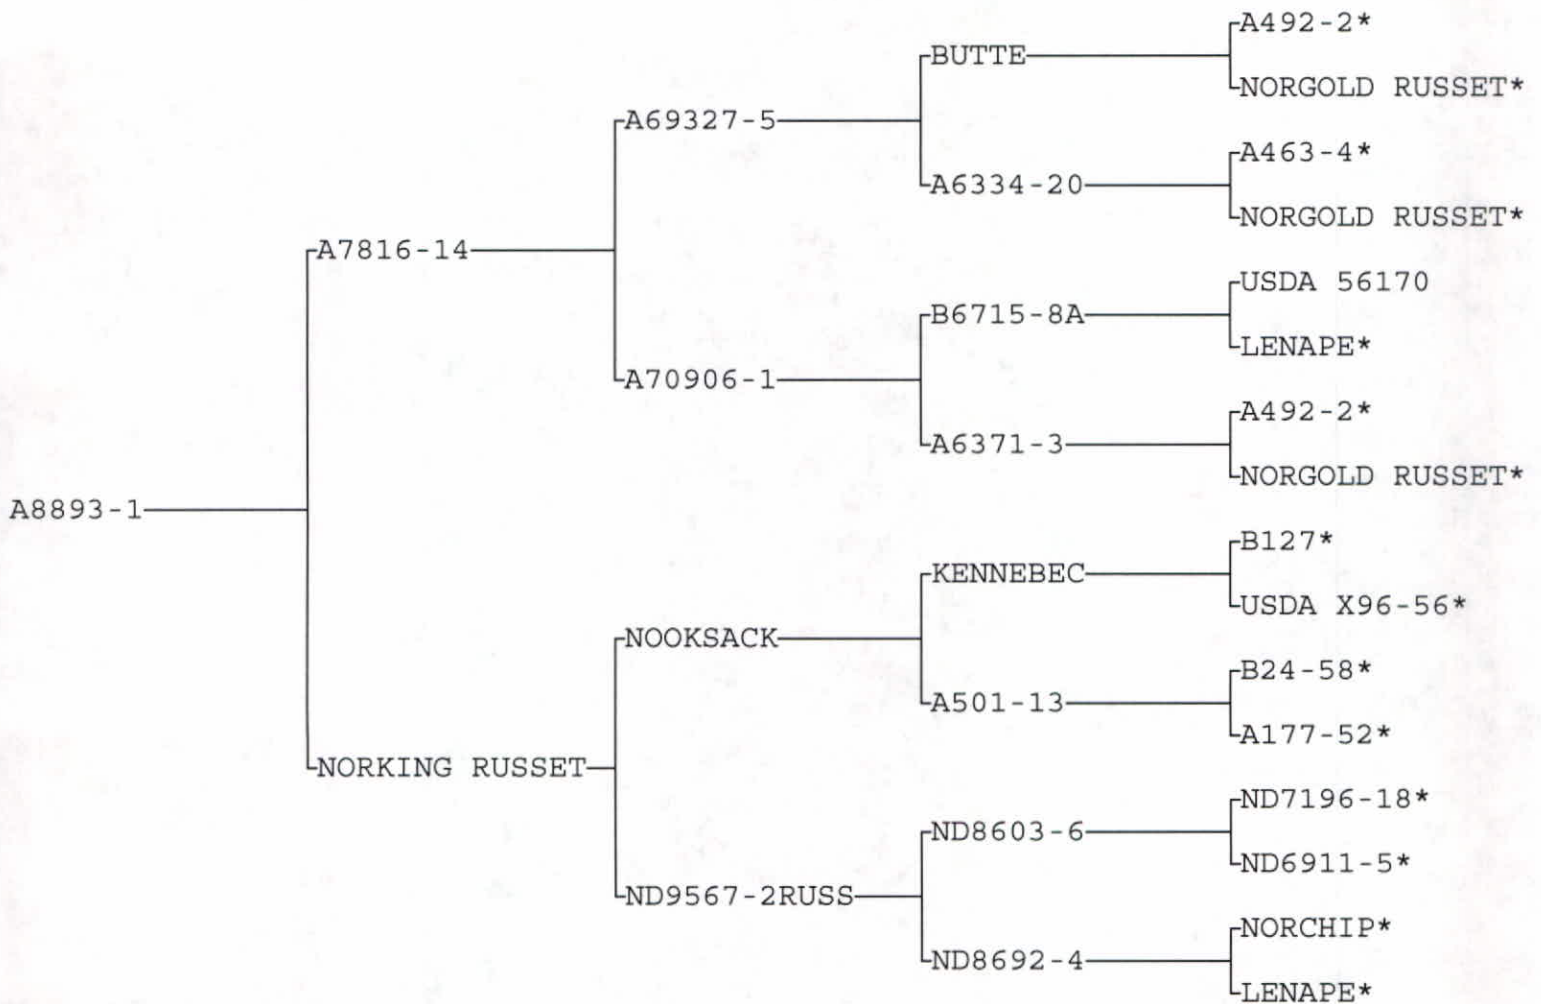 A492-2*
BUTTE
NORGOLD RUSSET*
A69327-5
A463-4*
A6334-20
NORGOLD RUSSET*
A7816-14
USDA 56170
B6715-8A
LENAPE*
A70906-1
A492-2*
A6371-3
NORGOLD RUSSET*
A8893-1
B127*
KENNEBEC
USDA X96-56*
NOOKSACK
B24-58*
A501-13
A177-52*
NORKING RUSSET
ND7196-18*
ND8603-6
ND6911-5*
ND9567-2RUSS
NORCHIP*
ND8692-4
LENAPE*